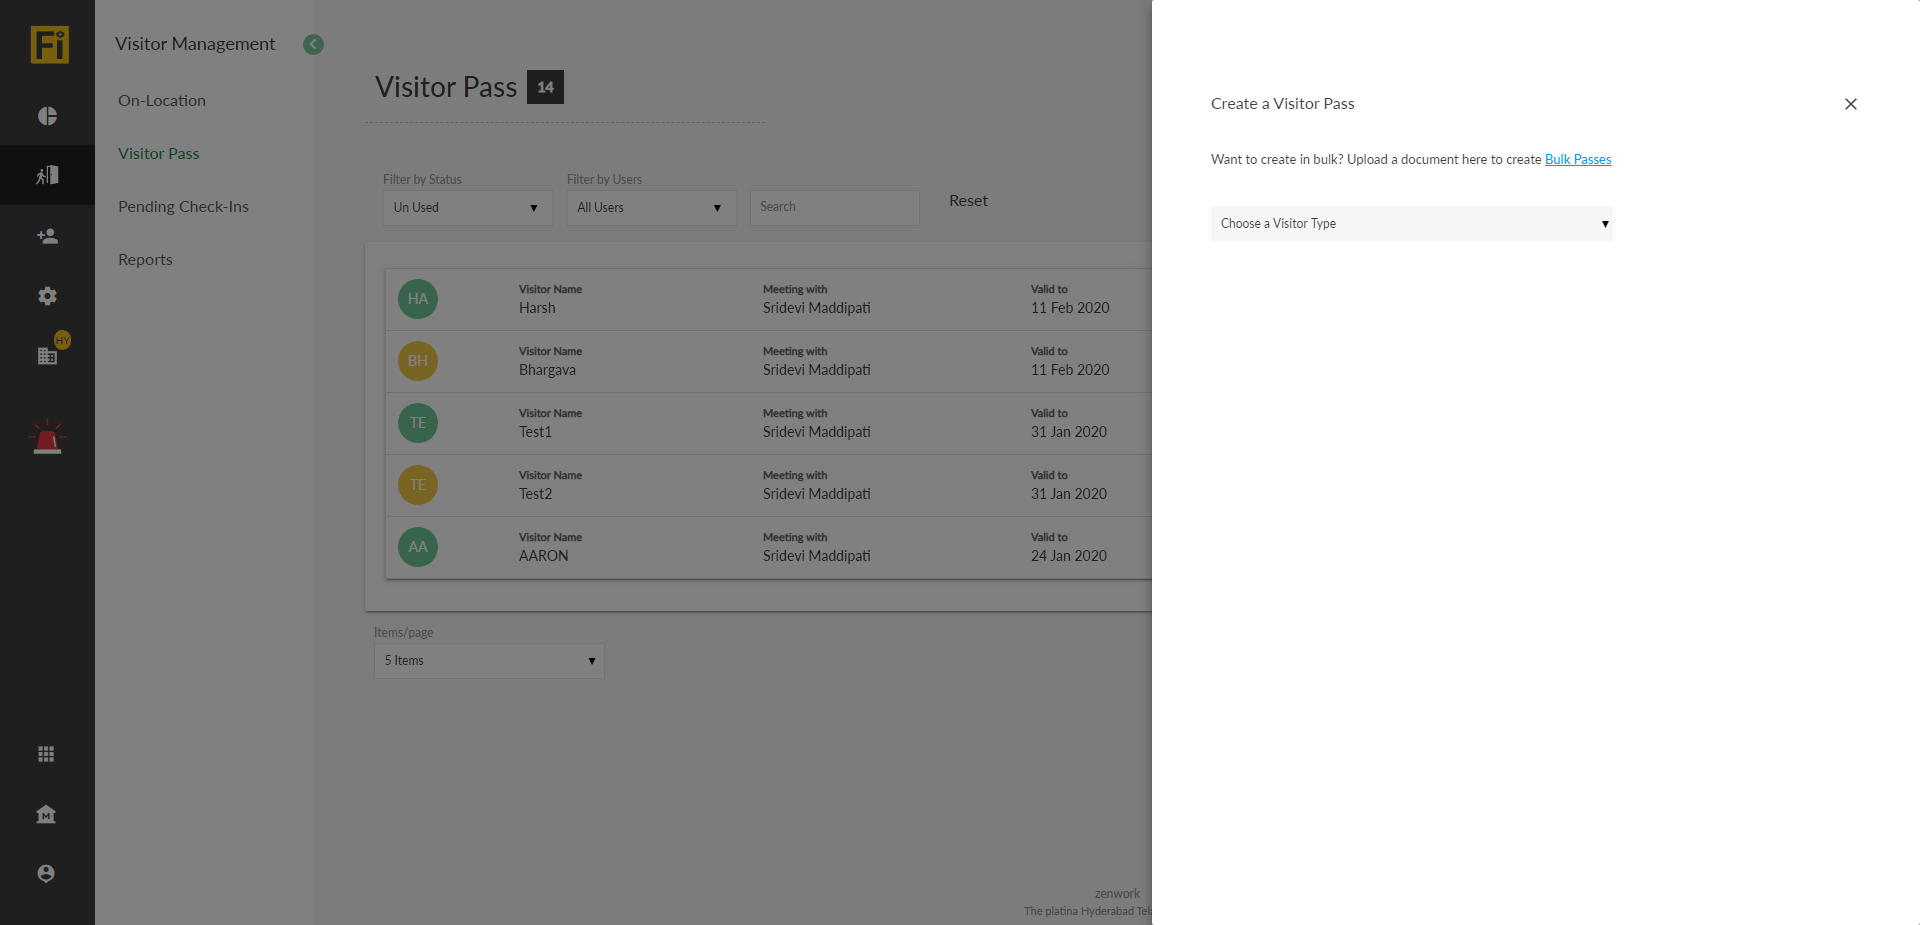 Fi
Visitor Management
On-Location
Visitor Pass
Pending Check-Ins
Reports
HY
Visitor Pass 14
Filter by Status
Un Used
Filter by Users
All Users
Search
Reset
HA
Visitor Name
Harsh
Meeting with
Sridevi Maddipati
Valid to
11 Feb 2020
BH
Visitor Name
Bhargava
Meeting with
Sridevi Maddipati
Valid to
11 Feb 2020
TE
Visitor Name
Test1
Meeting with
Sridevi Maddipati
Valid to
31 Jan 2020
TE
Visitor Name
Test2
Meeting with
Sridevi Maddipati
Valid to
31 Jan 2020
AA
Visitor Name
AARON
Meeting with
Sridevi Maddipati
Valid to
24 Jan 2020
Items/page
5 Items
zenwork
The platina Hyderabad Tela
Create a Visitor Pass
Want to create in bulk? Upload a document here to create Bulk Passes
Choose a Visitor Type
M